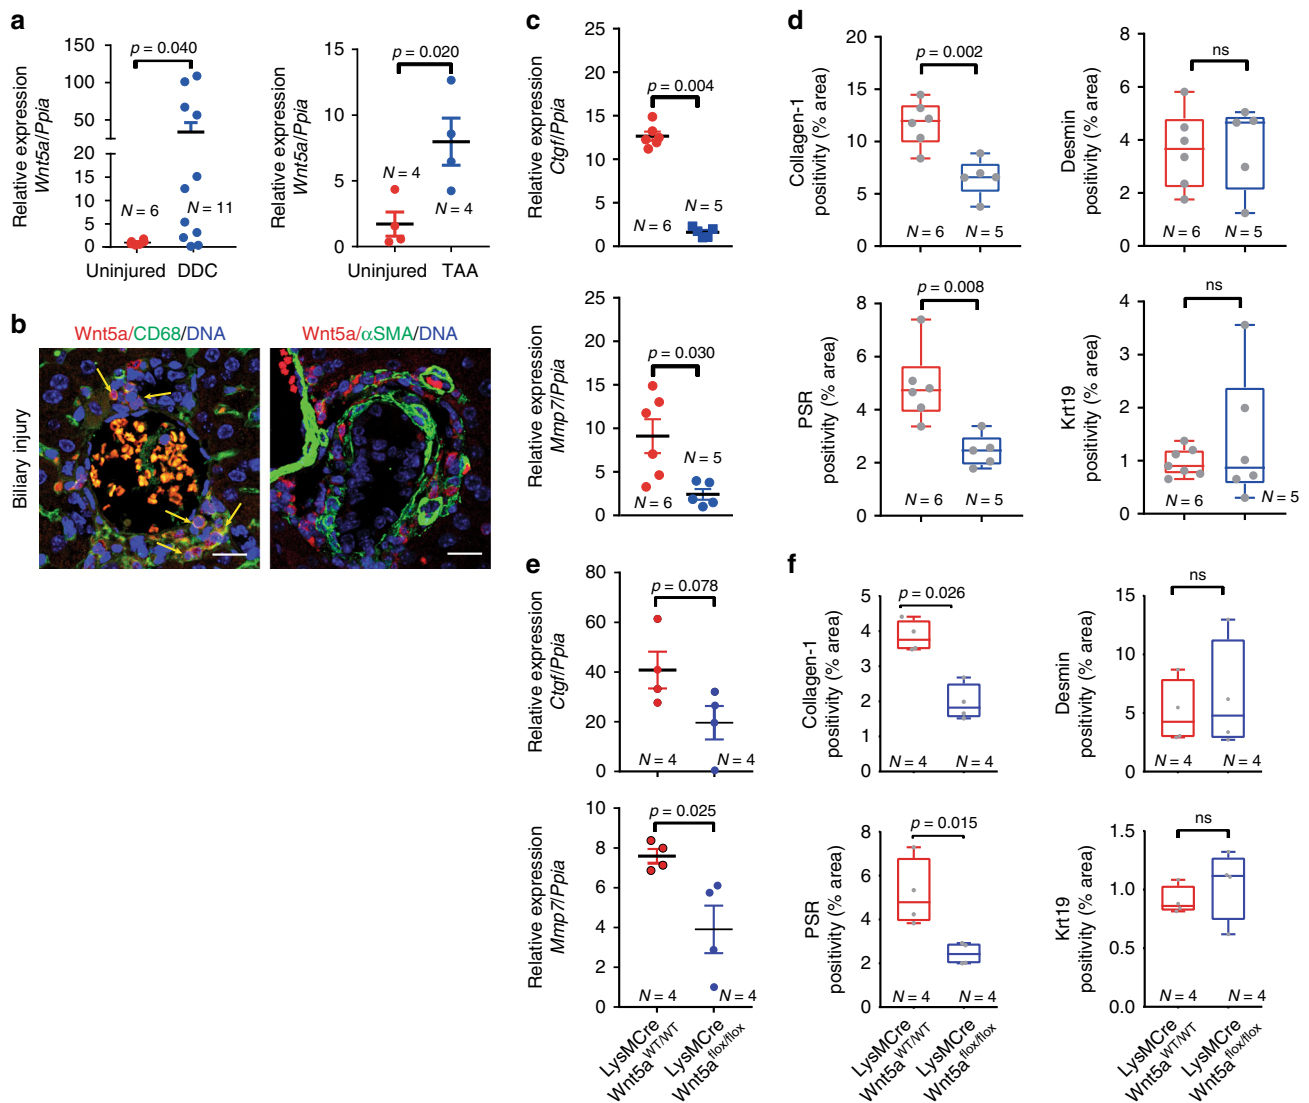 a
Relative expression
Wnt5a/Ppia
150
100
50
20
15
10
5
0
p = 0.040
N = 6
N = 11
Uninjured
DDC
Relative expression
Wnt5a/Ppia
15
10
5
0
p = 0.020
N = 4
N = 4
Uninjured
TAA
b
Wnt5a/CD68/DNA
Wnt5a/αSMA/DNA
Biliary injury
c
Relative expression
Ctgf/Ppia
25
20
15
10
5
0
p = 0.004
N = 6
N = 5
Relative expression
Mmp7/Ppia
25
20
15
10
5
0
p = 0.030
N = 6
N = 5
d
Collagen-1
positivity (% area)
20
15
10
5
0
p = 0.002
N = 6
N = 5
Desmin
positivity (% area)
8
6
4
2
0
ns
N = 6
N = 5
PSR
positivity (% area)
8
6
4
2
0
p = 0.008
N = 6
N = 5
Krt19
positivity (% area)
4
3
2
1
0
ns
N = 6
N = 5
e
Relative expression
Ctgf/Ppia
80
60
40
20
0
p = 0.078
N = 4
N = 4
Relative expression
Mmp7/Ppia
10
8
6
4
2
0
p = 0.025
N = 4
N = 4
LysMCre
Wnt5a^WT/WT
LysMCre
Wnt5a^flox/flox
f
Collagen-1
positivity (% area)
5
4
3
2
1
0
p = 0.026
N = 4
N = 4
Desmin
positivity (% area)
15
10
5
0
ns
N = 4
N = 4
PSR
positivity (% area)
8
6
4
2
0
p = 0.015
N = 4
N = 4
LysMCre
Wnt5a^WT/WT
LysMCre
Wnt5a^flox/flox
Krt19
positivity (% area)
1.5
1.0
0.5
0.0
ns
N = 4
N = 4
LysMCre
Wnt5a^WT/WT
LysMCre
Wnt5a^flox/flox